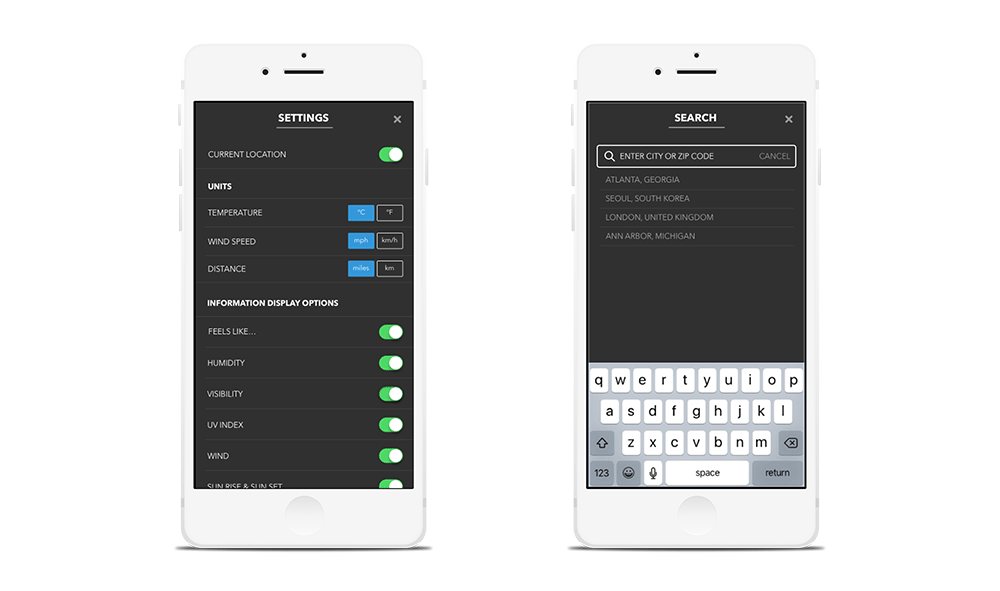 SETTINGS
CURRENT LOCATION
UNITS
TEMPERATURE °C °F
WIND SPEED mph km/h
DISTANCE miles km
INFORMATION DISPLAY OPTIONS
FEELS LIKE...
HUMIDITY
VISIBILITY
UV INDEX
WIND
SUN RISE & SUN SET
SEARCH
ENTER CITY OR ZIP CODE CANCEL
ATLANTA, GEORGIA
SEOUL, SOUTH KOREA
LONDON, UNITED KINGDOM
ANN ARBOR, MICHIGAN
q w e r t y u i o p
a s d f g h j k l
z x c v b n m
123 space return